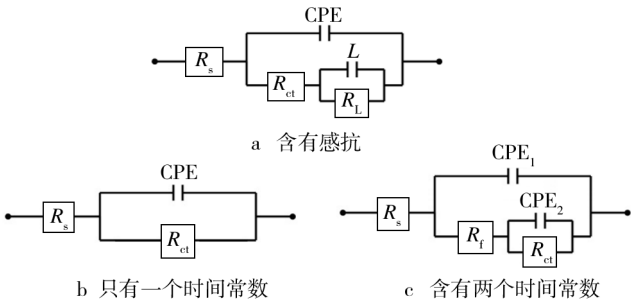 CPE
L
Rs
Rct
RL
a 含有感抗
CPE
Rs
Rct
b 只有一个时间常数
CPE1
CPE2
Rs
Rf
Rct
c 含有两个时间常数